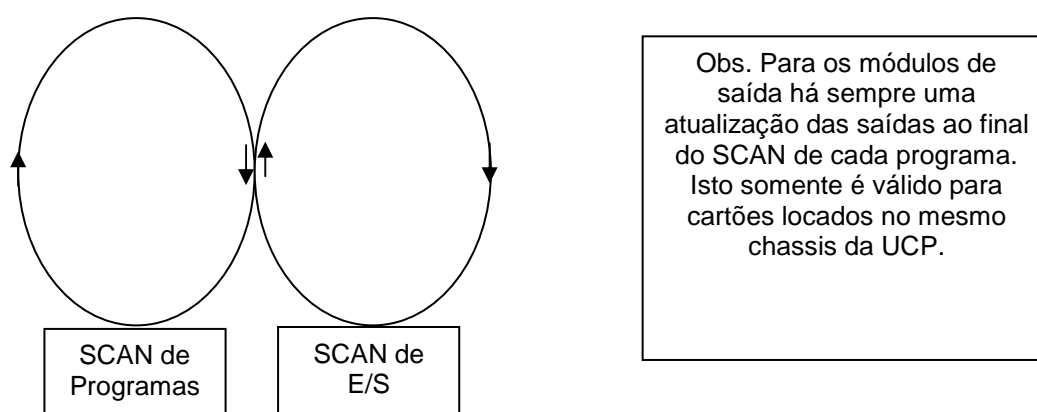 SCAN de
Programas
SCAN de
E/S
Obs. Para os módulos de
saída há sempre uma
atualização das saídas ao final
do SCAN de cada programa.
Isto somente é válido para
cartões locados no mesmo
chassis da UCP.